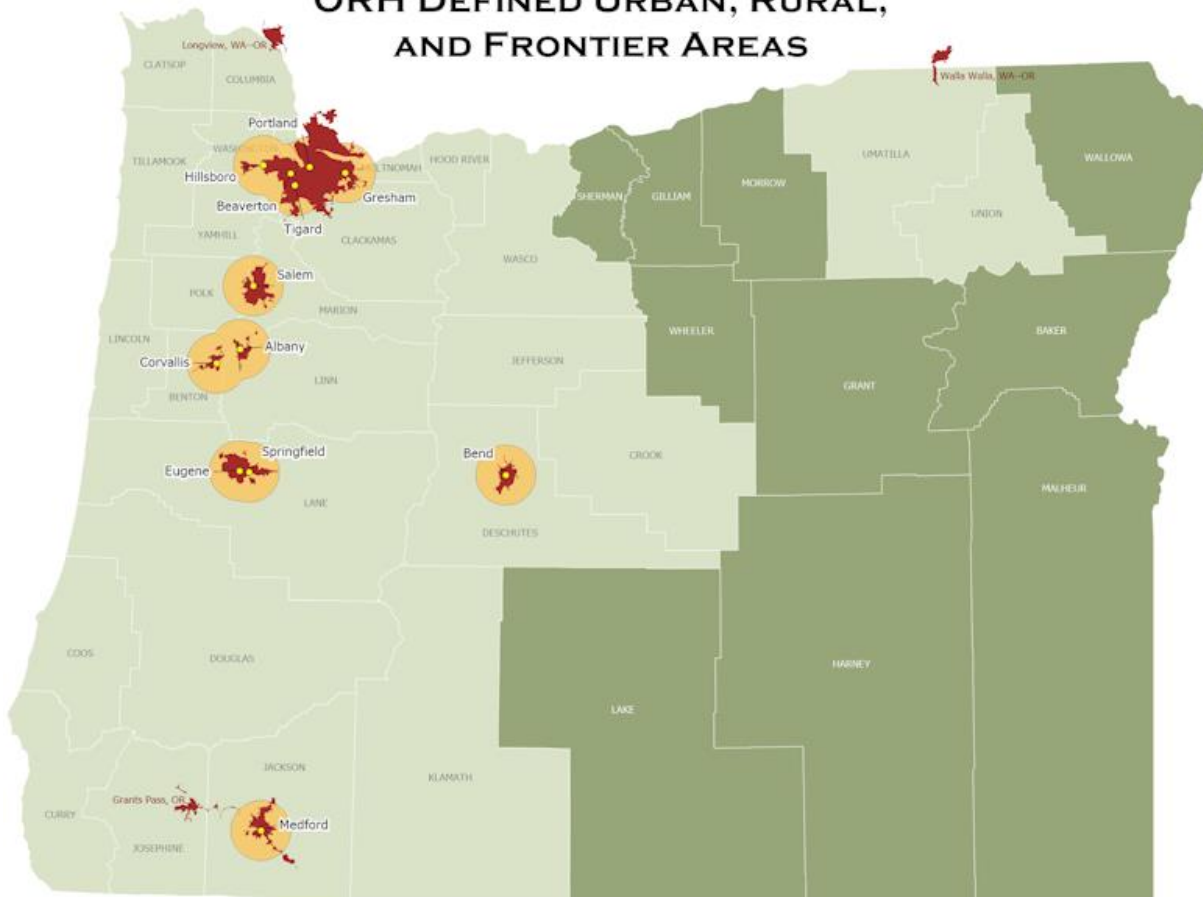 ORH DEFINED URBAN, RURAL,
AND FRONTIER AREAS
Longview, WA--OR
CLATSOP
COLUMBIA
Walla Walla, WA--OR
Portland
WASHINGTON
TILLAMOOK
HOOD RIVER
UMATILLA
WALLOWA
Hillsboro
SHERMAN
GILLIAM
MORROW
Beaverton
Gresham
UNION
Tigard
YAMHILL
CLACKAMAS
WASCO
Salem
POLK
MARION
LINCOLN
WHEELER
BAKER
Albany
Corvallis
JEFFERSON
LINN
GRANT
BENTON
Springfield
Bend
CROOK
Eugene
MALHEUR
LANE
DESCHUTES
COOS
DOUGLAS
HARNEY
LAKE
JACKSON
KLAMATH
Grants Pass, OR
CURRY
Medford
JOSEPHINE